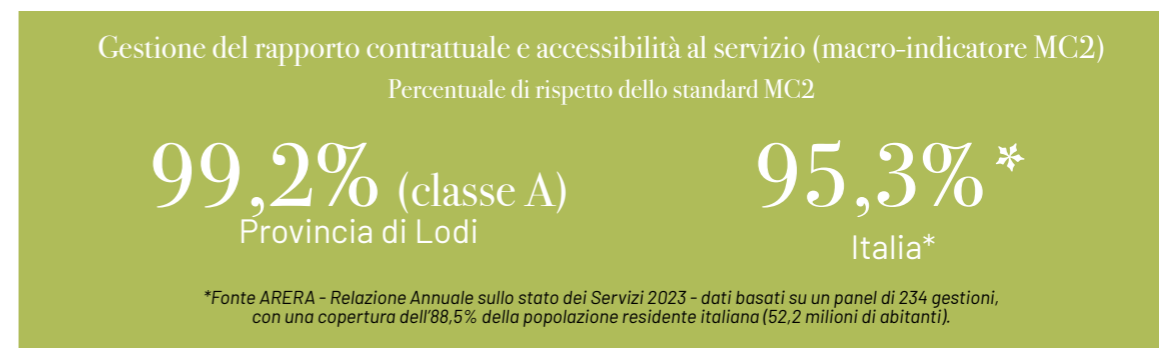 Gestione del rapporto contrattuale e accessibilità al servizio (macro-indicatore MC2)
Percentuale di rispetto dello standard MC2
99,2% (classe A)
Provincia di Lodi
95,3%*
Italia*
*Fonte ARERA - Relazione Annuale sullo stato dei Servizi 2023 - dati basati su un panel di 234 gestioni,
con una copertura dell'88,5% della popolazione residente italiana (52,2 milioni di abitanti).